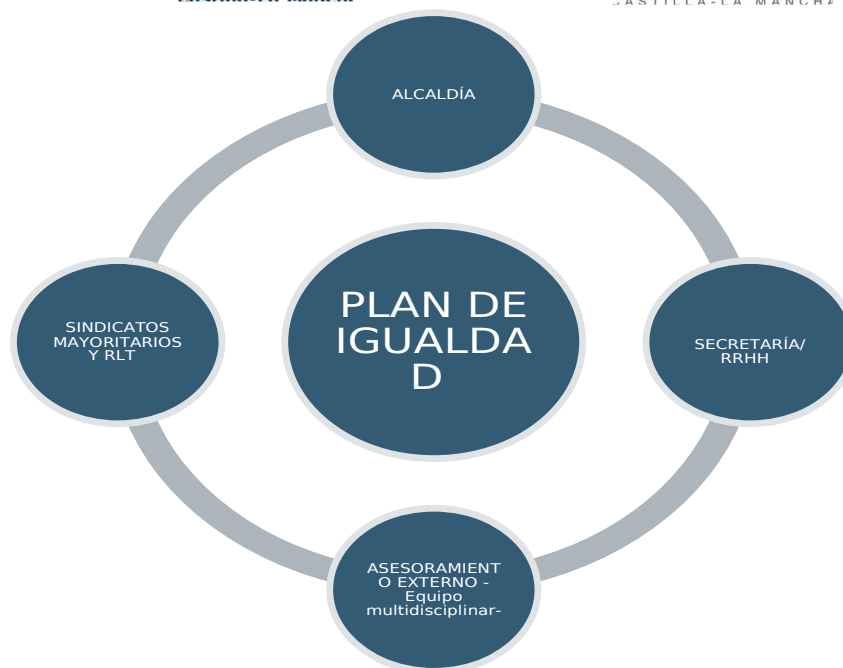 CASTILLA-LA MANCHA
ALCALDÍA
PLAN DE
IGUALDA
D
SINDICATOS
MAYORITARIOS
Y RLT
SECRETARÍA/
RRHH
ASESORAMIENT
O EXTERNO -
Equipo
multidisciplinar-